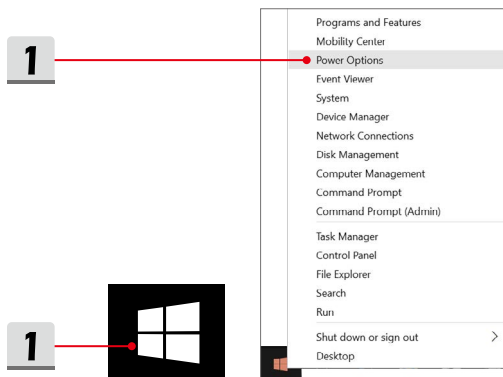 1
Programs and Features
Mobility Center
Power Options
Event Viewer
System
Device Manager
Network Connections
Disk Management
Computer Management
Command Prompt
Command Prompt (Admin)
Task Manager
Control Panel
File Explorer
Search
Run
Shut down or sign out
Desktop
1